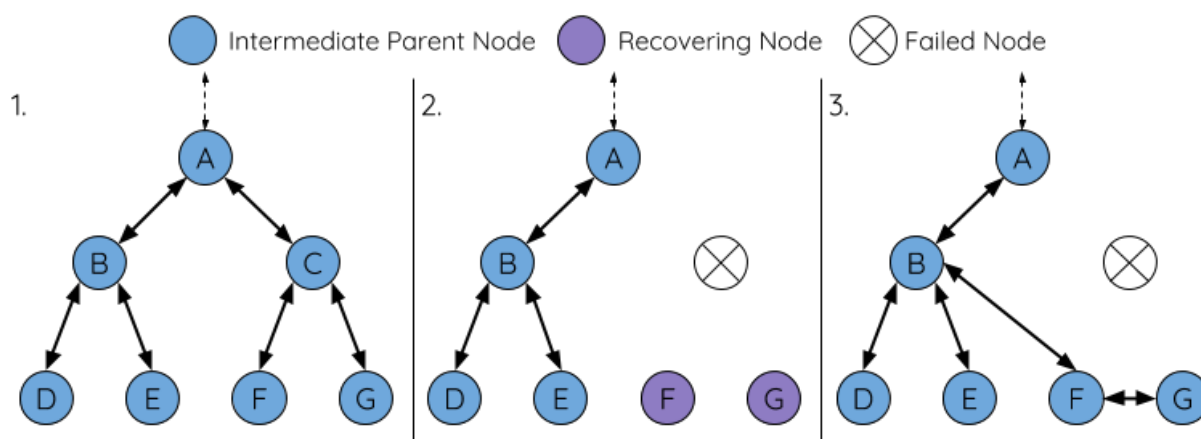 Intermediate Parent Node Recovering Node Failed Node
1.
A
B C
D E F G
2.
A
B
D E F G
3.
A
B
D E F G